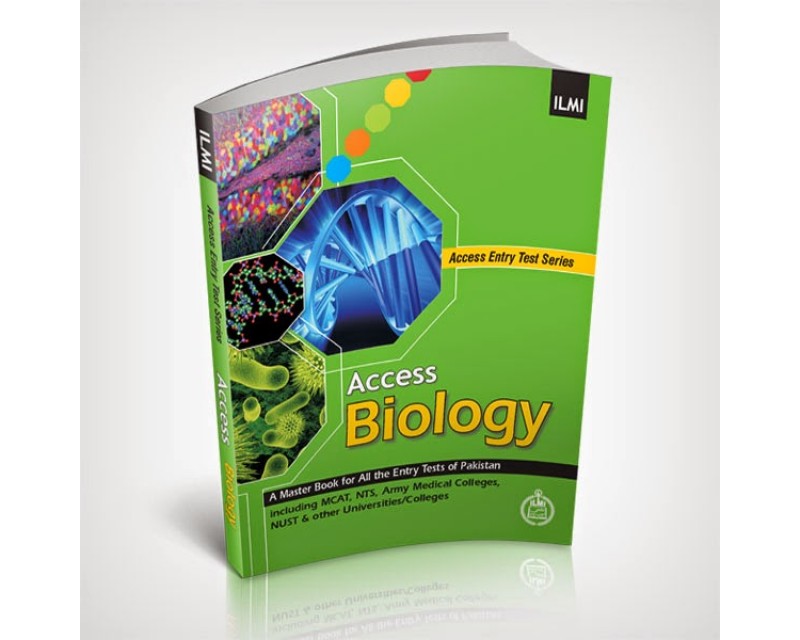 ILMI
Access Entry Test Series
Access
Biology
A Master Book for All the Entry Tests of Pakistan
including MCAT, NTS, Army Medical Colleges,
NUST & other Universities/Colleges
ILMI
ILMI
Access Entry Test Series
Access
Biology